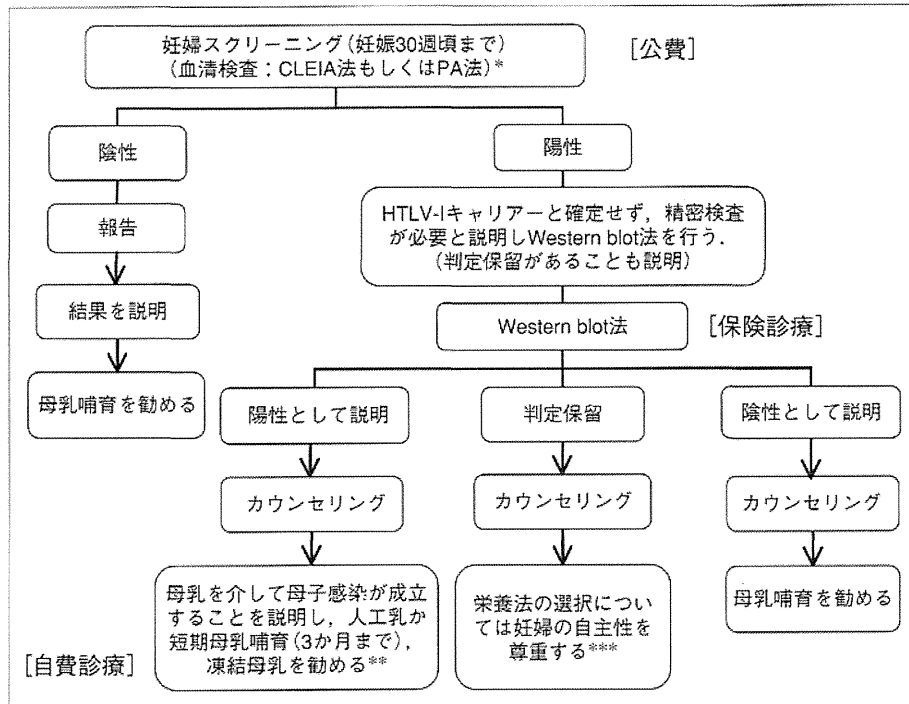 妊婦スクリーニング(妊娠30週頃まで)
(血清検査：CLEIA法もしくはPA法)*
[公費]
陰性
陽性
報告
HTLV-Iキャリアーと確定せず，精密検査
が必要と説明しWestern blot法を行う．
(判定保留があることも説明)
結果を説明
Western blot法
[保険診療]
母乳哺育を勧める
陽性として説明
判定保留
陰性として説明
カウンセリング
カウンセリング
カウンセリング
母乳を介して母子感染が成立
することを説明し，人工乳か
短期母乳哺育(3か月まで)，
凍結母乳を勧める**
栄養法の選択につい
ては妊婦の自主性を
尊重する***
母乳哺育を勧める
[自費診療]